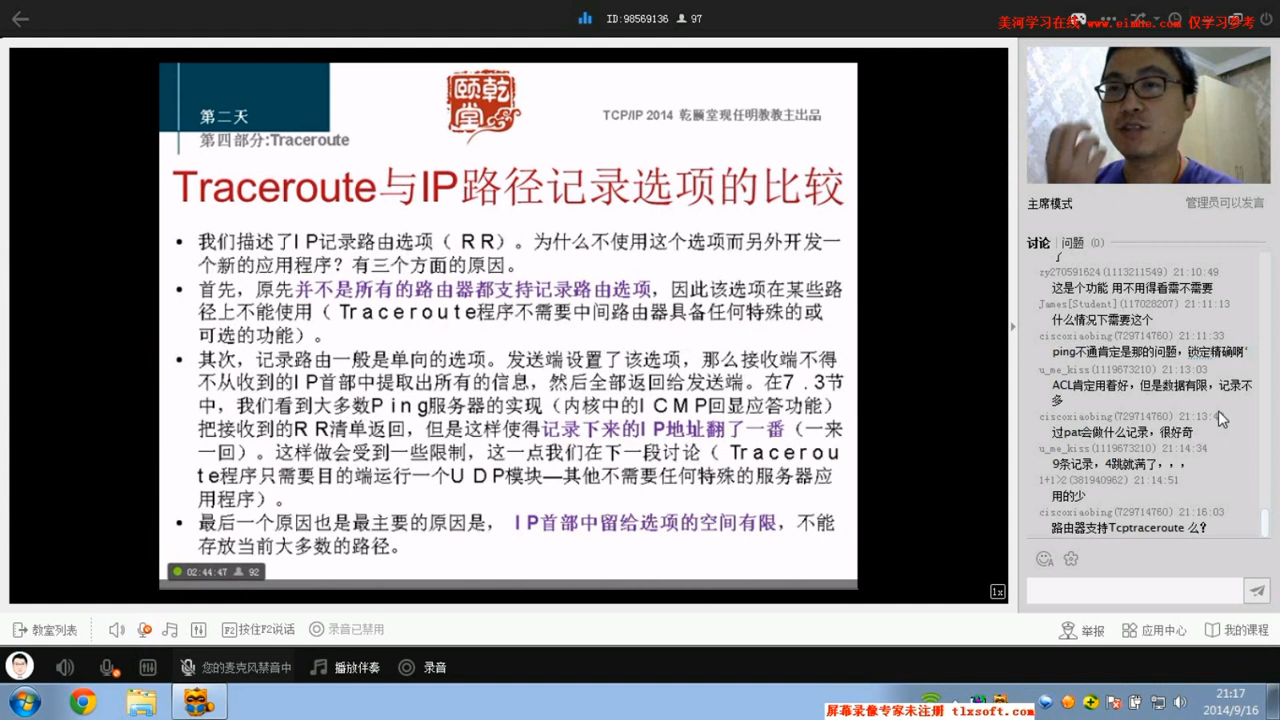 ID:98569136 97
美河学习在线 www.eimhe.com 仅学习参考
第二天
颐乾堂
TCP/IP 2014 乾颐堂现任明教教主出品
第四部分:Traceroute
Traceroute与IP路径记录选项的比较
• 我们描述了IP记录路由选项（RR）。为什么不使用这个选项而另外开发一
个新的应用程序？有三个方面的原因。
• 首先，原先并不是所有的路由器都支持记录路由选项，因此该选项在某些路
径上不能使用（Traceroute程序不需要中间路由器具备任何特殊的或
可选的功能）。
• 其次，记录路由一般是单向的选项。发送端设置了该选项，那么接收端不得
不从收到的IP首部中提取出所有的信息，然后全部返回给发送端。在7.3节
中，我们看到大多数Ping服务器的实现（内核中的ICMP回显应答功能）
把接收到的RR清单返回，但是这样使得记录下来的IP地址翻了一番（一来
一回）。这样做会受到一些限制，这一点我们在下一段讨论（Tracerou
te程序只需要目的端运行一个UDP模块—其他不需要任何特殊的服务器应
用程序）。
• 最后一个原因也是最主要的原因是，IP首部中留给选项的空间有限，不能
存放当前大多数的路径。
02:44:47 92
1x
主席模式 管理员可以发言
讨论 问题 (0)
zy270591624(1113211549) 21:10:49
这是个功能 用不用得看需不需要
James[Student](117028207) 21:11:13
什么情况下需要这个
ciscoxiaobing(729714760) 21:11:33
ping不通肯定是那的问题，锁定精确啊
u_me_kiss(1119673210) 21:13:03
ACL肯定用着好，但是数据有限，记录不
多
ciscoxiaobing(729714760) 21:13:
过pat会做什么记录，很好奇
u_me_kiss(1119673210) 21:14:34
9条记录，4跳就满了，，，
1+1>2(381940962) 21:14:51
用的少
ciscoxiaobing(729714760) 21:16:03
路由器支持Tcptraceroute 么？
教室列表 F2 按住F2说话 录音已禁用
举报 应用中心 我的课程
您的麦克风禁音中 播放伴奏 录音
21:17
2014/9/16
屏幕录像专家未注册 tlxsoft.com